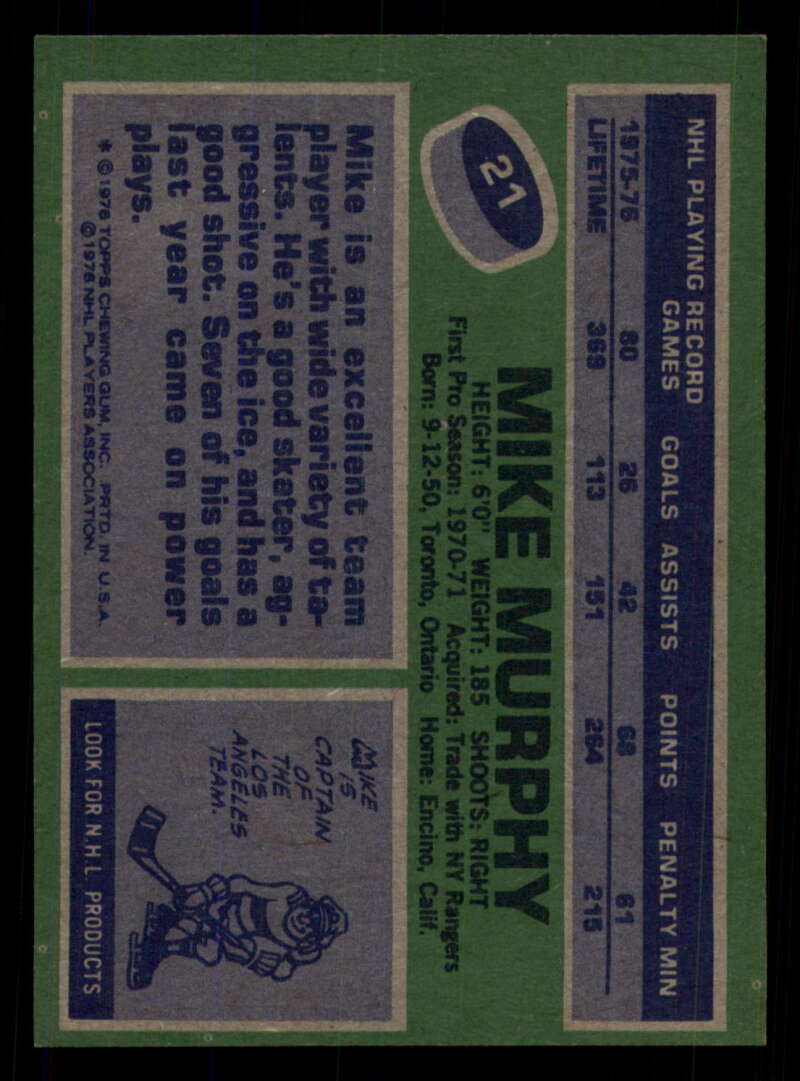 NHL PLAYING RECORD
GAMES GOALS ASSISTS POINTS PENALTY MIN
1975-76 80 26 42 68 61
LIFETIME 369 113 151 264 215
21
MIKE MURPHY
HEIGHT: 6'0" WEIGHT: 185 SHOOTS: RIGHT
First Pro Season: 1970-71 Acquired: Trade with NY Rangers
Born: 9-12-50, Toronto, Ontario Home: Encino, Calif.
Mike is an excellent team
player with wide variety of ta-
lents. He's a good skater, ag-
gressive on the ice, and has a
good shot. Seven of his goals
last year came on power
plays.
* © 1976 TOPPS CHEWING GUM, INC. PRTD. IN U.S.A.
© 1976 NHL PLAYERS ASSOCIATION.
MIKE
IS
CAPTAIN
OF
THE
LOS
ANGELES
TEAM.
LOOK FOR N.H.L PRODUCTS